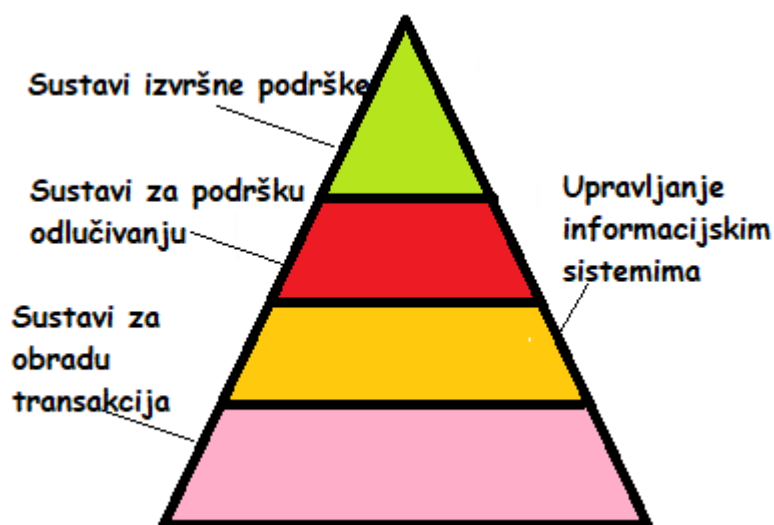 Sustavi izvršne podrške
Sustavi za podršku
odlučivanju
Upravljanje
informacijskim
sistemima
Sustavi za
obradu
transakcija